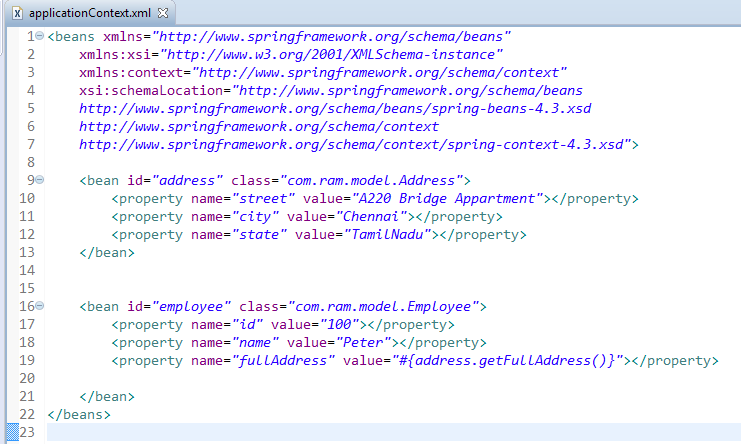 applicationContext.xml
1 <beans xmlns="http://www.springframework.org/schema/beans"
2 xmlns:xsi="http://www.w3.org/2001/XMLSchema-instance"
3 xmlns:context="http://www.springframework.org/schema/context"
4 xsi:schemaLocation="http://www.springframework.org/schema/beans
5 http://www.springframework.org/schema/beans/spring-beans-4.3.xsd
6 http://www.springframework.org/schema/context
7 http://www.springframework.org/schema/context/spring-context-4.3.xsd">
8
9 <bean id="address" class="com.ram.model.Address">
10 <property name="street" value="A220 Bridge Appartment"></property>
11 <property name="city" value="Chennai"></property>
12 <property name="state" value="TamilNadu"></property>
13 </bean>
14
15
16 <bean id="employee" class="com.ram.model.Employee">
17 <property name="id" value="100"></property>
18 <property name="name" value="Peter"></property>
19 <property name="fullAddress" value="#{address.getFullAddress()}"></property>
20
21 </bean>
22 </beans>
23